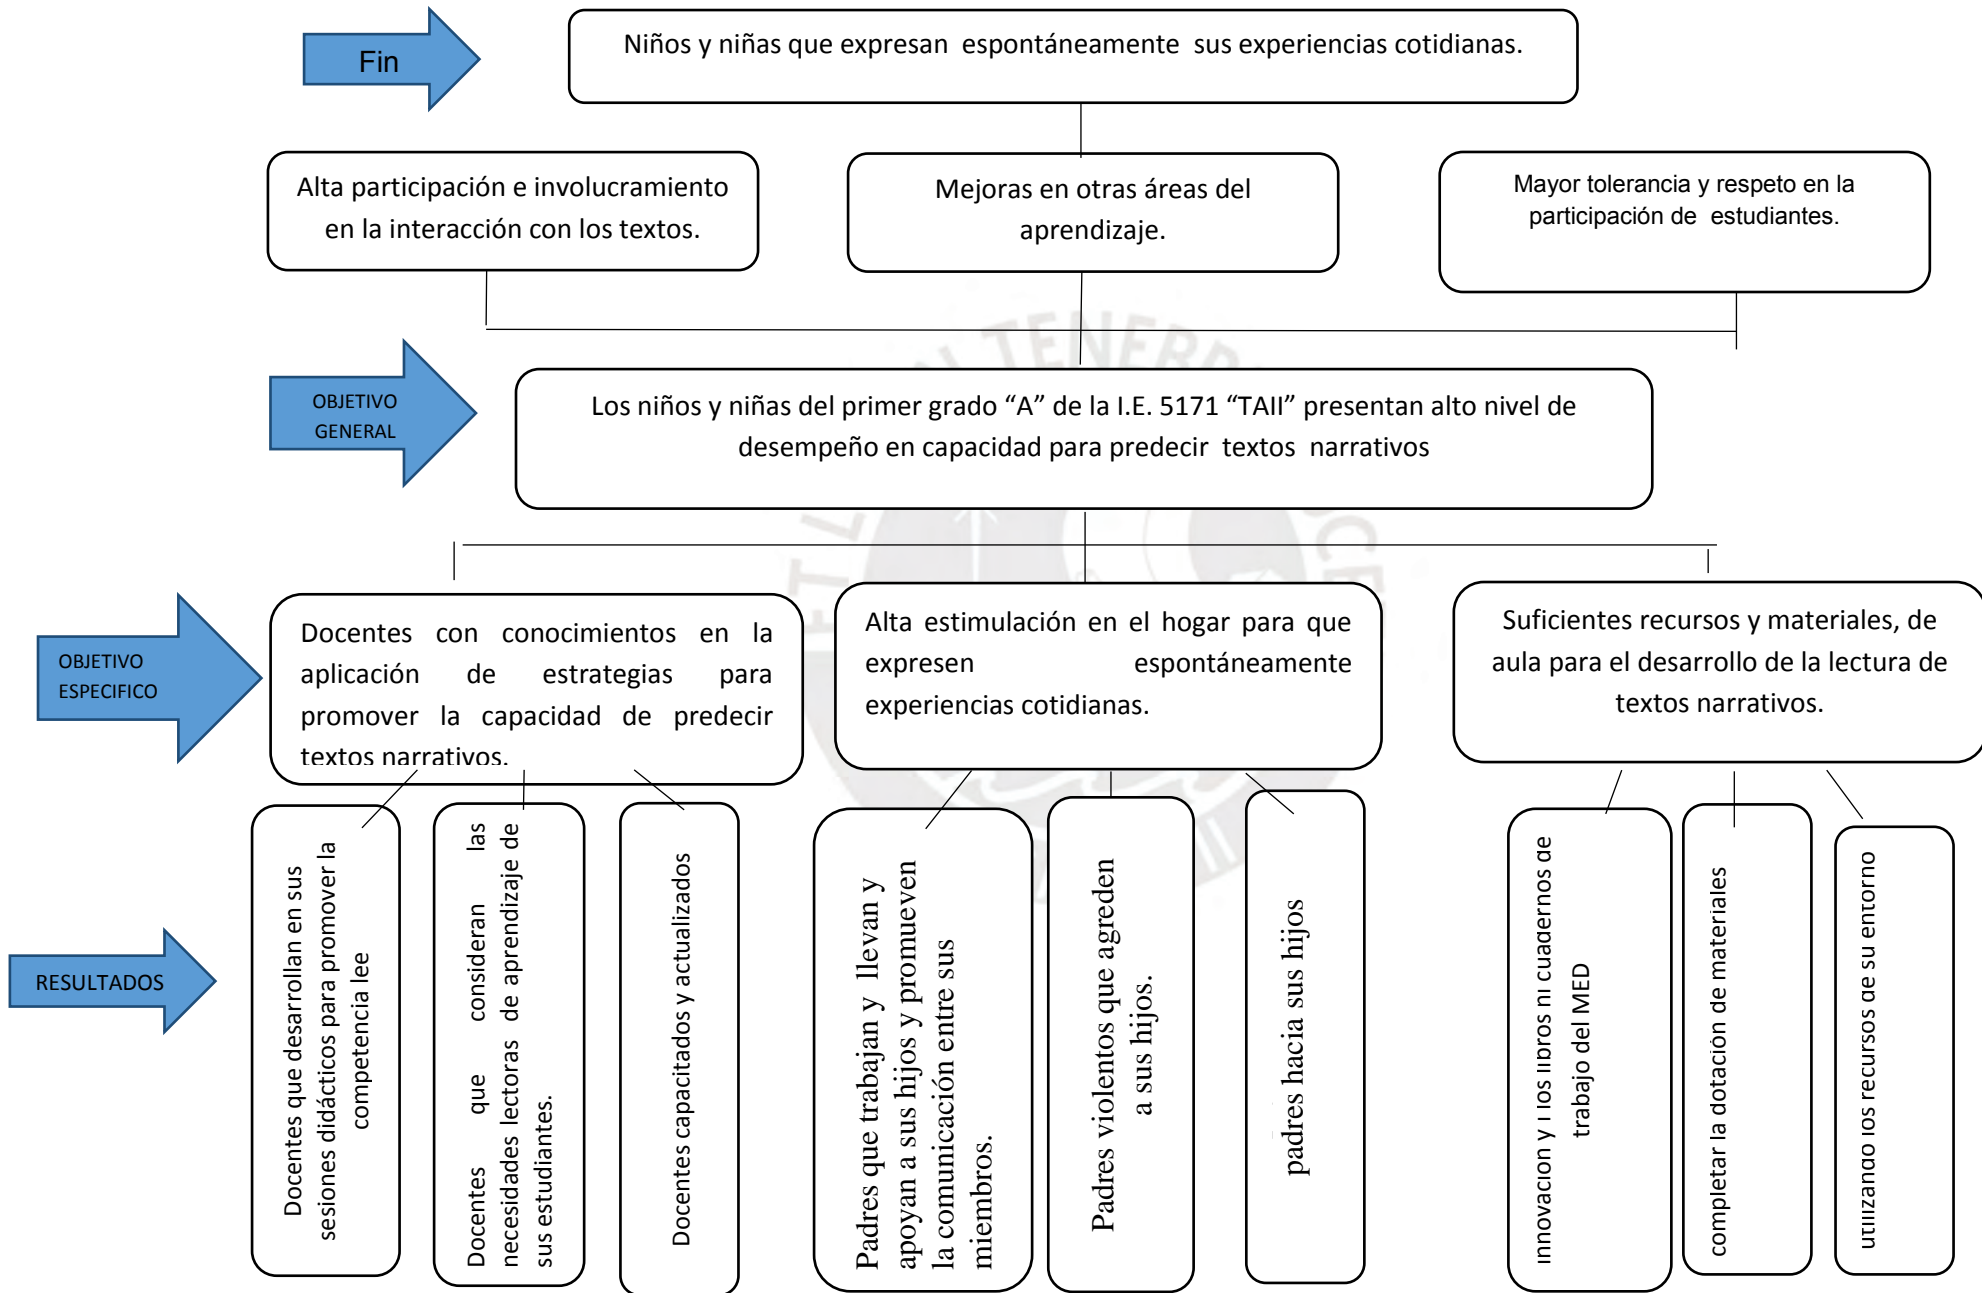 Fin
Niños y niñas que expresan espontáneamente sus experiencias cotidianas.
Alta participación e involucramiento
en la interacción con los textos.
Mejoras en otras áreas del
aprendizaje.
Mayor tolerancia y respeto en la
participación de estudiantes.
OBJETIVO
GENERAL
Los niños y niñas del primer grado “A” de la I.E. 5171 “TAII” presentan alto nivel de
desempeño en capacidad para predecir textos narrativos
OBJETIVO
ESPECIFICO
Docentes con conocimientos en la
aplicación de estrategias para
promover la capacidad de predecir
textos narrativos.
Alta estimulación en el hogar para que
expresen espontáneamente
experiencias cotidianas.
Suficientes recursos y materiales, de
aula para el desarrollo de la lectura de
textos narrativos.
RESULTADOS
Docentes que desarrollan en sus
sesiones didácticos para promover la
competencia lee
Docentes que consideran las
necesidades lectoras de aprendizaje de
sus estudiantes.
Docentes capacitados y actualizados
Padres que trabajan y llevan y
apoyan a sus hijos y promueven
la comunicación entre sus
miembros.
Padres violentos que agreden
a sus hijos.
padres hacia sus hijos
innovación y los libros ni cuadernos de
trabajo del MED
completar la dotación de materiales
utilizando los recursos de su entorno
TENEBR